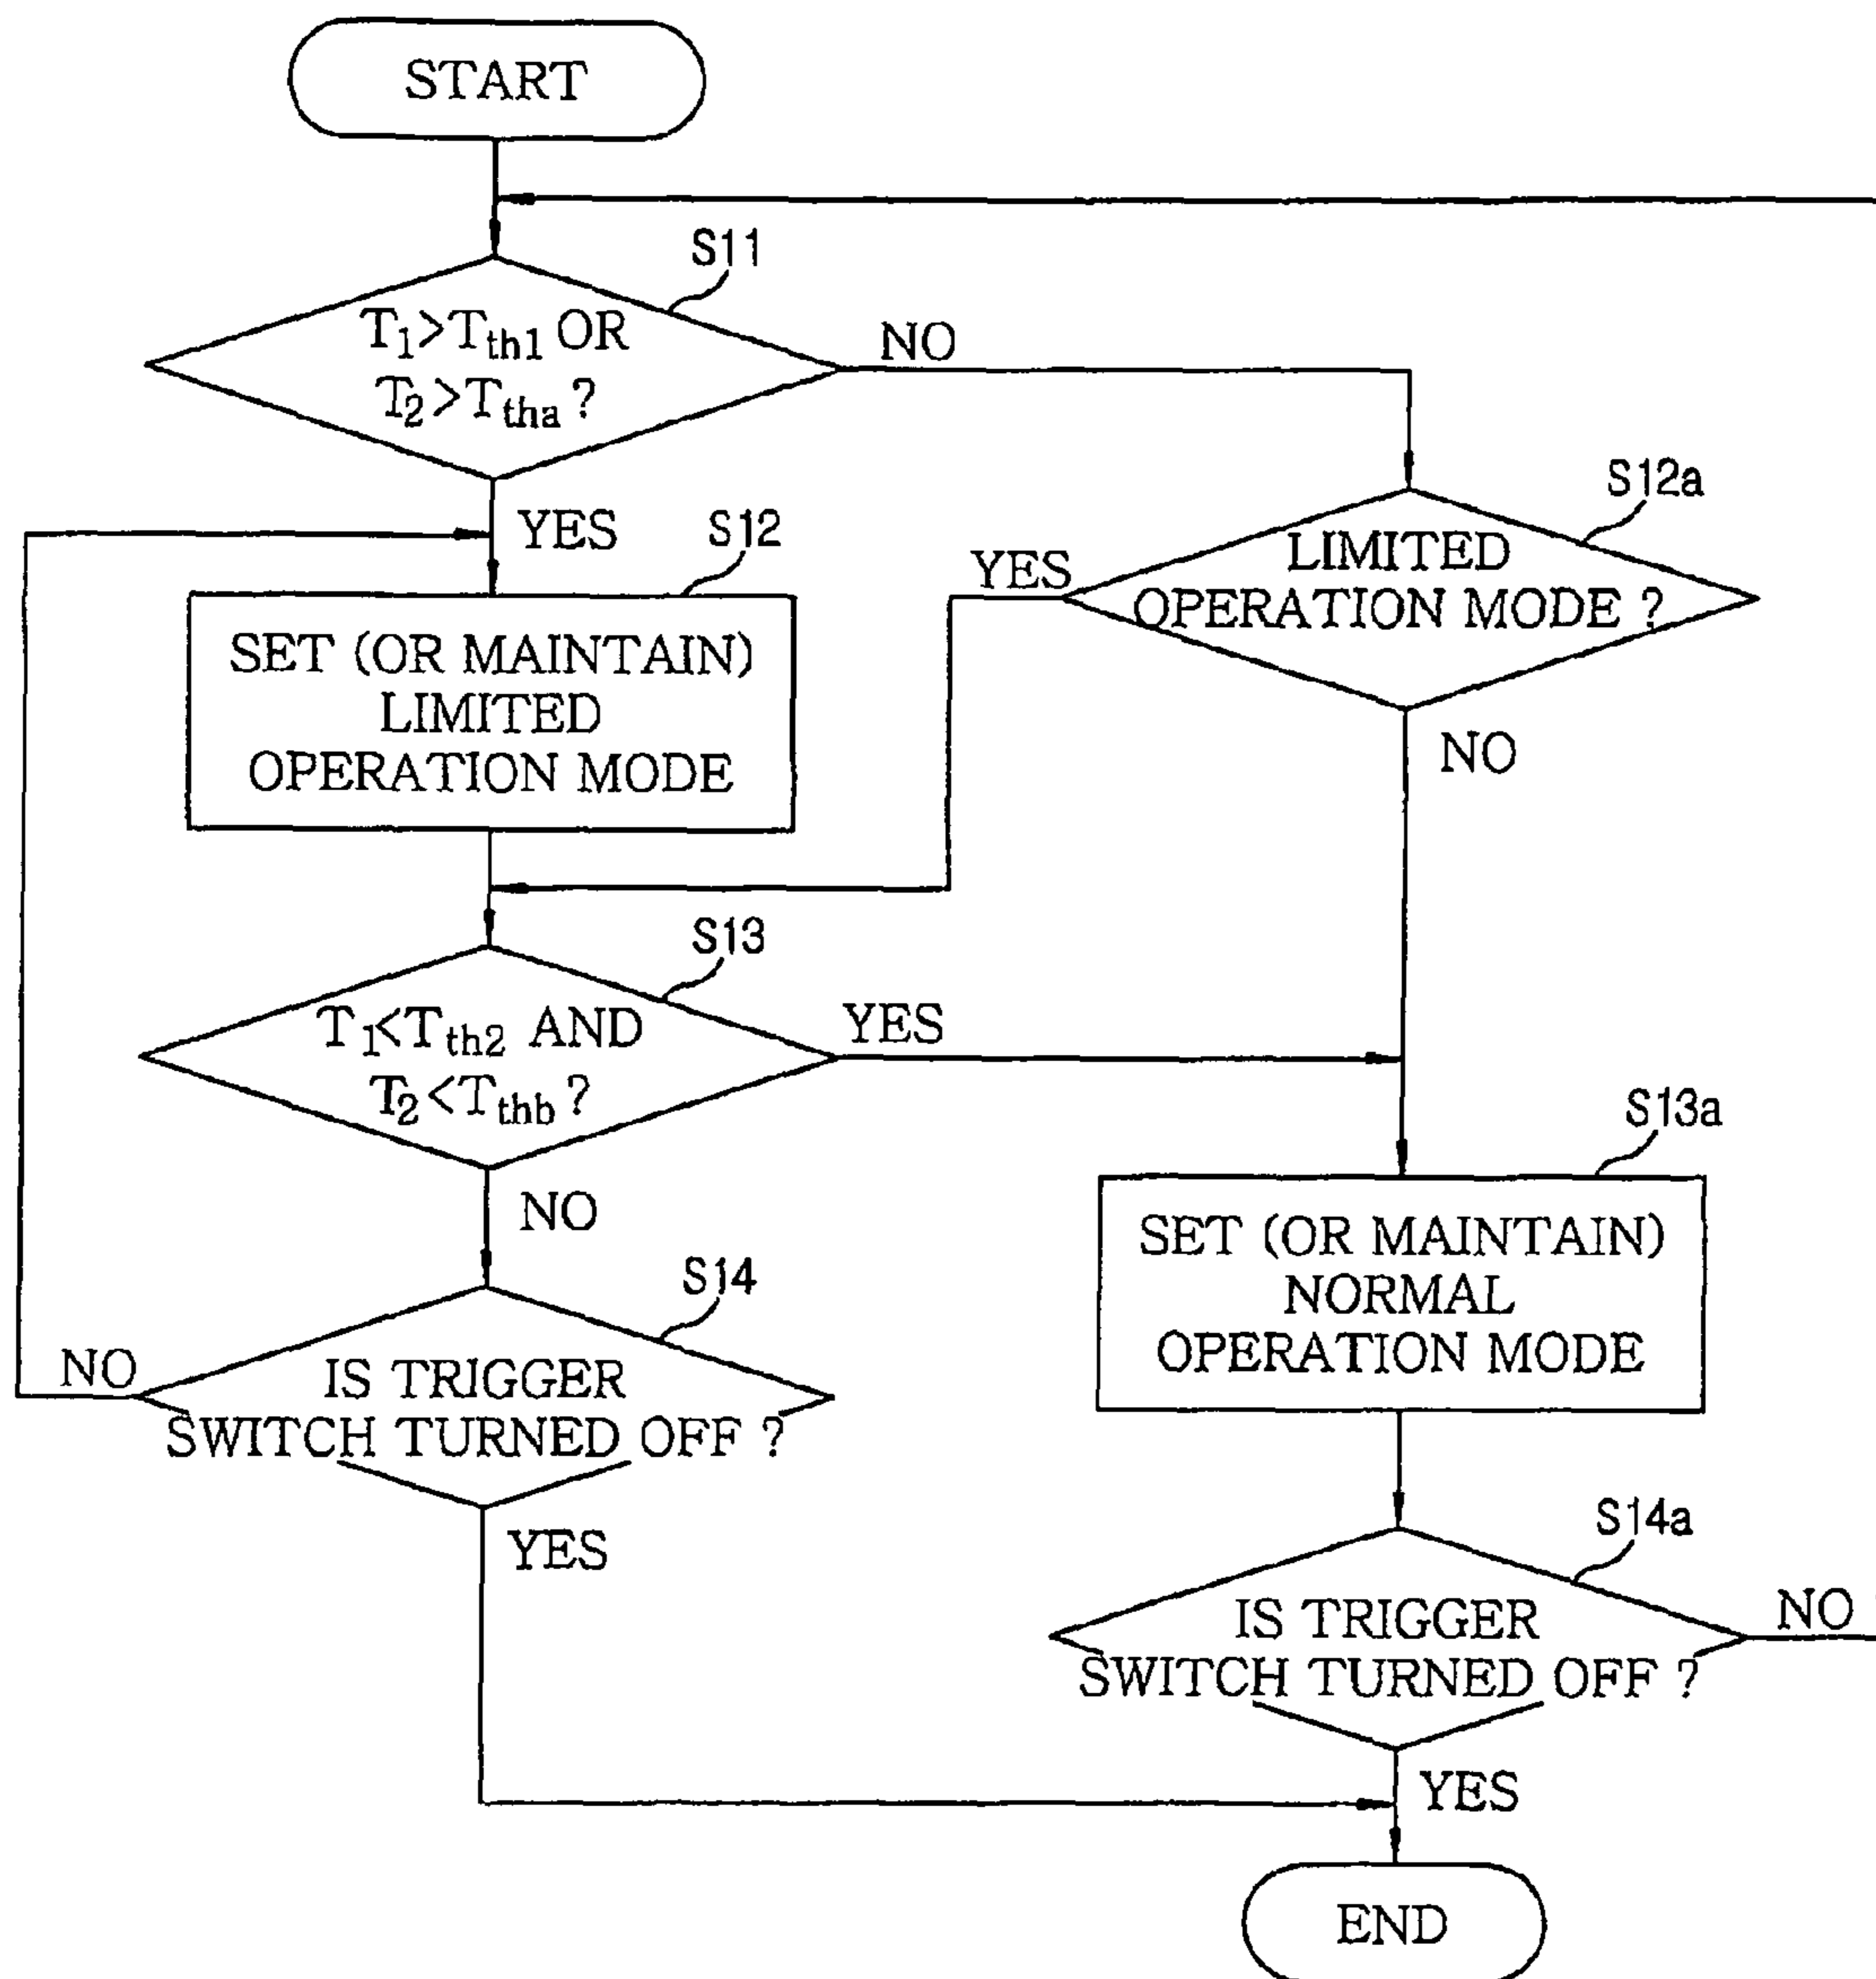 START
S11
T1>Tth1 OR
T2>Ttha ?
NO
S12a
LIMITED
OPERATION MODE ?
YES
NO
YES
S12
SET (OR MAINTAIN)
LIMITED
OPERATION MODE
S13
T1<Tth2 AND
T2<Tthb ?
YES
NO
S13a
SET (OR MAINTAIN)
NORMAL
OPERATION MODE
S14
IS TRIGGER
SWITCH TURNED OFF ?
NO
YES
S14a
IS TRIGGER
SWITCH TURNED OFF ?
NO
YES
END